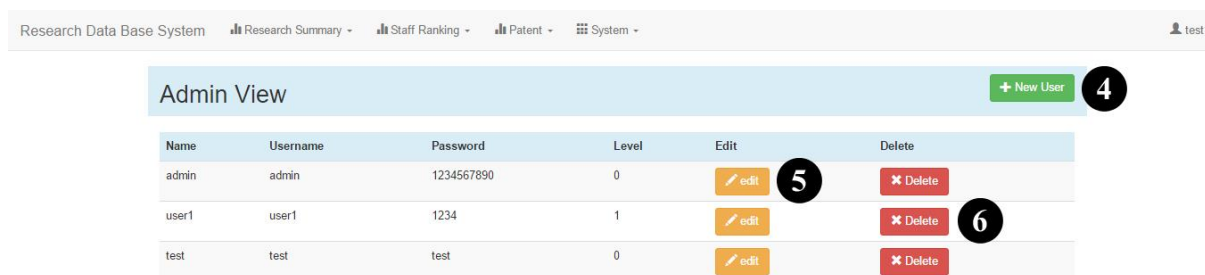 Research Data Base System Research Summary Staff Ranking Patent System test
Admin View + New User 4
Name Username Password Level Edit Delete
admin admin 1234567890 0 edit 5 Delete
user1 user1 1234 1 edit Delete 6
test test test 0 edit Delete